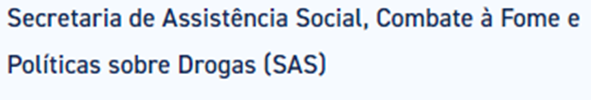 Secretaria de Assistência Social, Combate à Fome e
Políticas sobre Drogas (SAS)